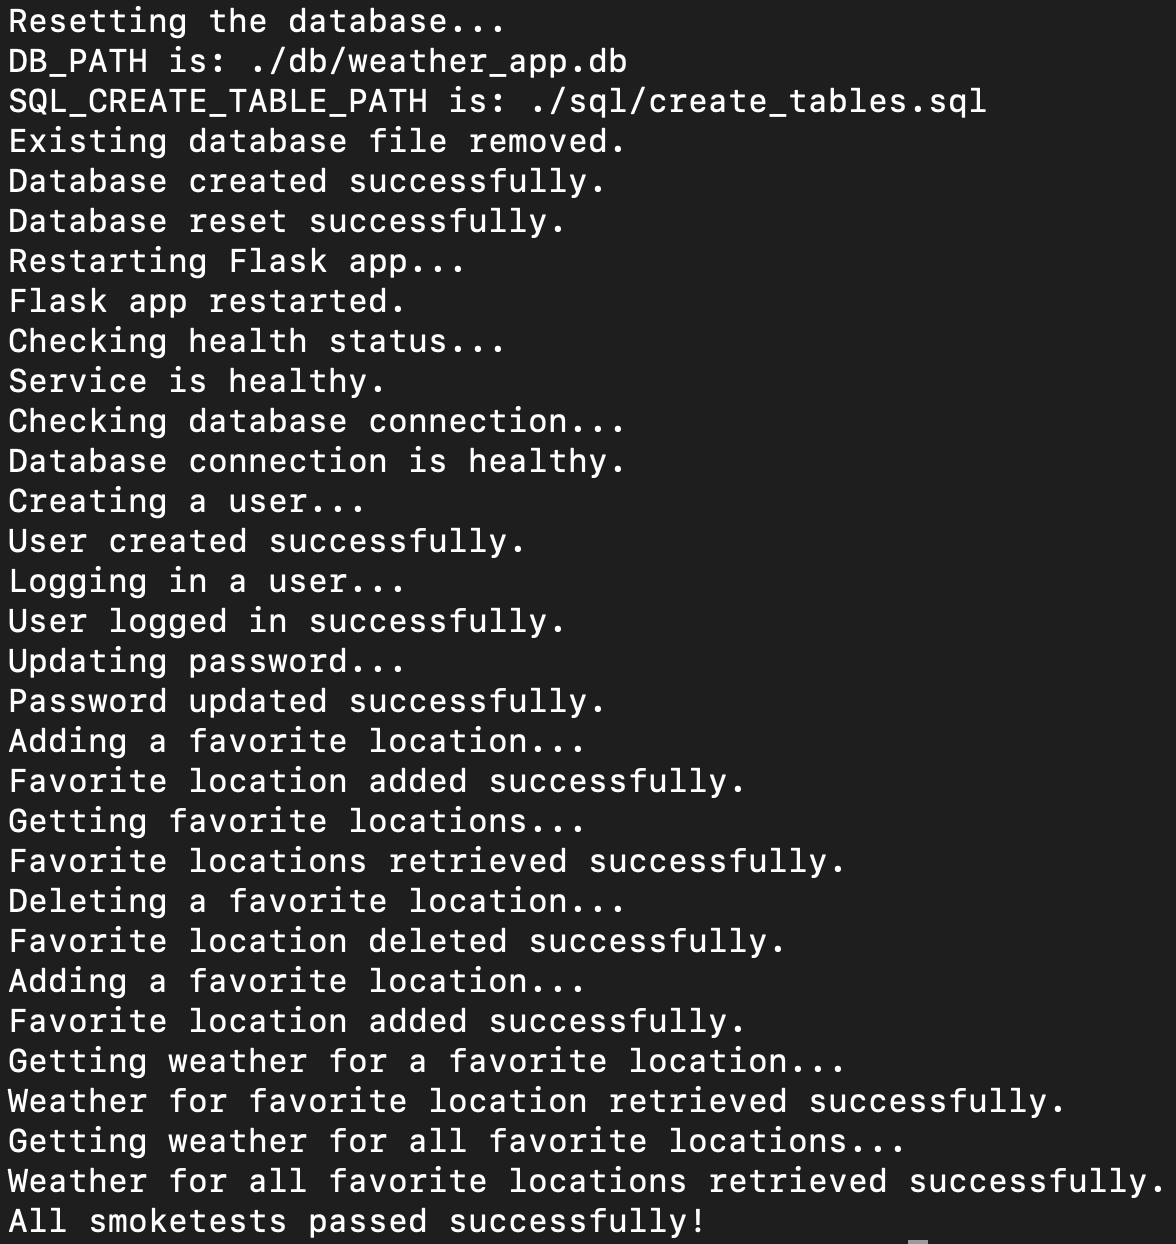 Resetting the database...
DB_PATH is: ./db/weather_app.db
SQL_CREATE_TABLE_PATH is: ./sql/create_tables.sql
Existing database file removed.
Database created successfully.
Database reset successfully.
Restarting Flask app...
Flask app restarted.
Checking health status...
Service is healthy.
Checking database connection...
Database connection is healthy.
Creating a user...
User created successfully.
Logging in a user...
User logged in successfully.
Updating password...
Password updated successfully.
Adding a favorite location...
Favorite location added successfully.
Getting favorite locations...
Favorite locations retrieved successfully.
Deleting a favorite location...
Favorite location deleted successfully.
Adding a favorite location...
Favorite location added successfully.
Getting weather for a favorite location...
Weather for favorite location retrieved successfully.
Getting weather for all favorite locations...
Weather for all favorite locations retrieved successfully.
All smoketests passed successfully!